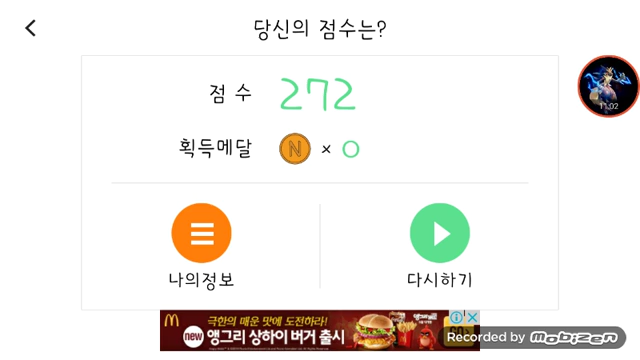 당신의 점수는?
점 수 272
11:02
획득메달 N × 0
나의정보
다시하기
극한의 매운 맛에 도전하라!
new 앵그리 상하이 버거 출시
Recorded by MOBIZEN